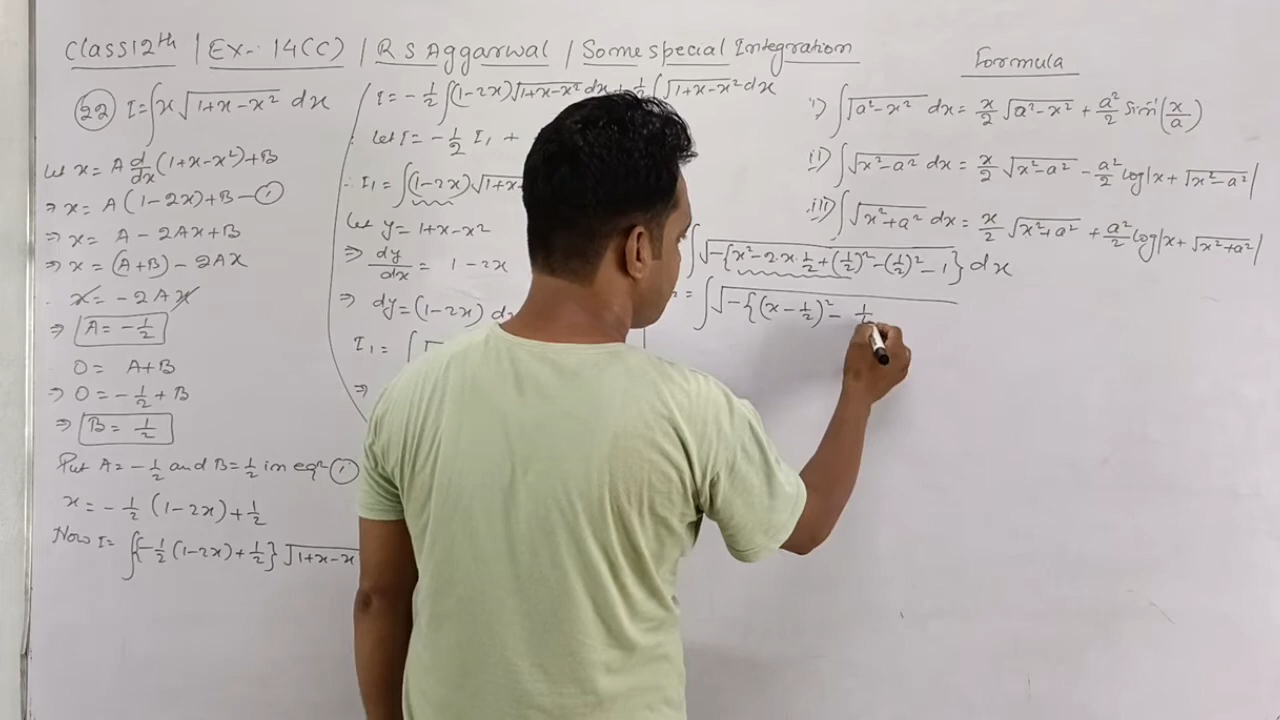 Class 12th | Ex-: 14(C) | R S Aggarwal | Some special Integration
(22) I = ∫x √(1+x-x²) dx
Let x = A d/dx (1+x-x²) + B
⇒ x = A(1-2x) + B — ①
⇒ x = A - 2Ax + B
⇒ x = (A+B) - 2Ax
x = -2Ax
⇒ A = -1/2
0 = A+B
⇒ 0 = -1/2 + B
⇒ B = 1/2
Put A = -1/2 and B = 1/2 in eqⁿ ①
x = -1/2 (1-2x) + 1/2
Now I = ∫{-1/2 (1-2x) + 1/2} √(1+x-x
I = -1/2 ∫(1-2x) √(1+x-x²) dx + 1/2 ∫√(1+x-x²) dx
let I = -1/2 I₁ +
∴ I₁ = ∫(1-2x) √(1+x-
Let y = 1+x-x²
⇒ dy/dx = 1-2x
⇒ dy = (1-2x) d
I₁ = ∫√
⇒
∫√(-{x²-2.x.1/2+(1/2)²-(1/2)²-1}) dx
= ∫√(-{(x-1/2)² - 1/
Formula
i) ∫√(a²-x²) dx = x/2 √(a²-x²) + a²/2 Sin⁻¹(x/a)
ii) ∫√(x²-a²) dx = x/2 √(x²-a²) - a²/2 log|x+√(x²-a²)|
iii) ∫√(x²+a²) dx = x/2 √(x²+a²) + a²/2 log|x+√(x²+a²)|